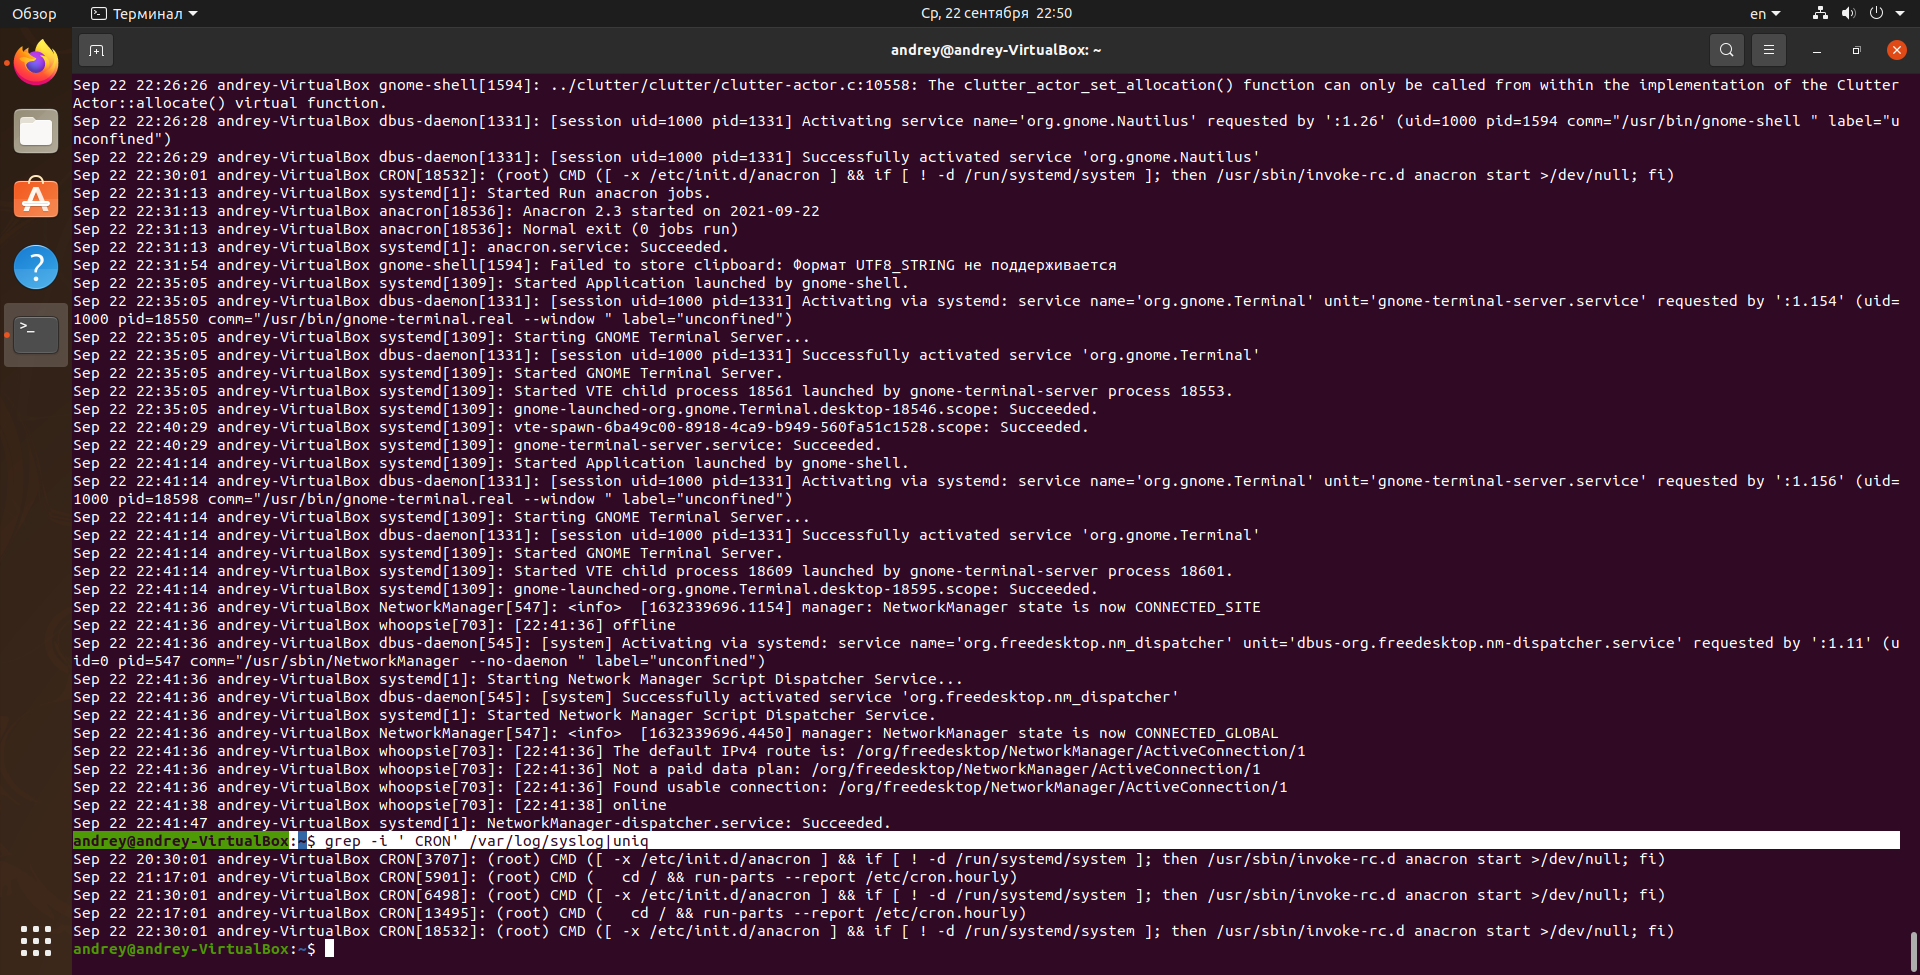 Обзор
Терминал
Ср, 22 сентября 22:50
en
andrey@andrey-VirtualBox: ~
Sep 22 22:26:26 andrey-VirtualBox gnome-shell[1594]: ../clutter/clutter/clutter-actor.c:10558: The clutter_actor_set_allocation() function can only be called from within the implementation of the Clutter
Actor::allocate() virtual function.
Sep 22 22:26:28 andrey-VirtualBox dbus-daemon[1331]: [session uid=1000 pid=1331] Activating service name='org.gnome.Nautilus' requested by ':1.26' (uid=1000 pid=1594 comm="/usr/bin/gnome-shell " label="u
nconfined")
Sep 22 22:26:29 andrey-VirtualBox dbus-daemon[1331]: [session uid=1000 pid=1331] Successfully activated service 'org.gnome.Nautilus'
Sep 22 22:30:01 andrey-VirtualBox CRON[18532]: (root) CMD ([ -x /etc/init.d/anacron ] && if [ ! -d /run/systemd/system ]; then /usr/sbin/invoke-rc.d anacron start >/dev/null; fi)
Sep 22 22:31:13 andrey-VirtualBox systemd[1]: Started Run anacron jobs.
Sep 22 22:31:13 andrey-VirtualBox anacron[18536]: Anacron 2.3 started on 2021-09-22
Sep 22 22:31:13 andrey-VirtualBox anacron[18536]: Normal exit (0 jobs run)
Sep 22 22:31:13 andrey-VirtualBox systemd[1]: anacron.service: Succeeded.
Sep 22 22:31:54 andrey-VirtualBox gnome-shell[1594]: Failed to store clipboard: Формат UTF8_STRING не поддерживается
Sep 22 22:35:05 andrey-VirtualBox systemd[1309]: Started Application launched by gnome-shell.
Sep 22 22:35:05 andrey-VirtualBox dbus-daemon[1331]: [session uid=1000 pid=1331] Activating via systemd: service name='org.gnome.Terminal' unit='gnome-terminal-server.service' requested by ':1.154' (uid=
1000 pid=18550 comm="/usr/bin/gnome-terminal.real --window " label="unconfined")
Sep 22 22:35:05 andrey-VirtualBox systemd[1309]: Starting GNOME Terminal Server...
Sep 22 22:35:05 andrey-VirtualBox dbus-daemon[1331]: [session uid=1000 pid=1331] Successfully activated service 'org.gnome.Terminal'
Sep 22 22:35:05 andrey-VirtualBox systemd[1309]: Started GNOME Terminal Server.
Sep 22 22:35:05 andrey-VirtualBox systemd[1309]: Started VTE child process 18561 launched by gnome-terminal-server process 18553.
Sep 22 22:35:05 andrey-VirtualBox systemd[1309]: gnome-launched-org.gnome.Terminal.desktop-18546.scope: Succeeded.
Sep 22 22:40:29 andrey-VirtualBox systemd[1309]: vte-spawn-6ba49c00-8918-4ca9-b949-560fa51c1528.scope: Succeeded.
Sep 22 22:40:29 andrey-VirtualBox systemd[1309]: gnome-terminal-server.service: Succeeded.
Sep 22 22:41:14 andrey-VirtualBox systemd[1309]: Started Application launched by gnome-shell.
Sep 22 22:41:14 andrey-VirtualBox dbus-daemon[1331]: [session uid=1000 pid=1331] Activating via systemd: service name='org.gnome.Terminal' unit='gnome-terminal-server.service' requested by ':1.156' (uid=
1000 pid=18598 comm="/usr/bin/gnome-terminal.real --window " label="unconfined")
Sep 22 22:41:14 andrey-VirtualBox systemd[1309]: Starting GNOME Terminal Server...
Sep 22 22:41:14 andrey-VirtualBox dbus-daemon[1331]: [session uid=1000 pid=1331] Successfully activated service 'org.gnome.Terminal'
Sep 22 22:41:14 andrey-VirtualBox systemd[1309]: Started GNOME Terminal Server.
Sep 22 22:41:14 andrey-VirtualBox systemd[1309]: Started VTE child process 18609 launched by gnome-terminal-server process 18601.
Sep 22 22:41:14 andrey-VirtualBox systemd[1309]: gnome-launched-org.gnome.Terminal.desktop-18595.scope: Succeeded.
Sep 22 22:41:36 andrey-VirtualBox NetworkManager[547]: <info>  [1632339696.1154] manager: NetworkManager state is now CONNECTED_SITE
Sep 22 22:41:36 andrey-VirtualBox whoopsie[703]: [22:41:36] offline
Sep 22 22:41:36 andrey-VirtualBox dbus-daemon[545]: [system] Activating via systemd: service name='org.freedesktop.nm_dispatcher' unit='dbus-org.freedesktop.nm-dispatcher.service' requested by ':1.11' (u
id=0 pid=547 comm="/usr/sbin/NetworkManager --no-daemon " label="unconfined")
Sep 22 22:41:36 andrey-VirtualBox systemd[1]: Starting Network Manager Script Dispatcher Service...
Sep 22 22:41:36 andrey-VirtualBox dbus-daemon[545]: [system] Successfully activated service 'org.freedesktop.nm_dispatcher'
Sep 22 22:41:36 andrey-VirtualBox systemd[1]: Started Network Manager Script Dispatcher Service.
Sep 22 22:41:36 andrey-VirtualBox NetworkManager[547]: <info>  [1632339696.4450] manager: NetworkManager state is now CONNECTED_GLOBAL
Sep 22 22:41:36 andrey-VirtualBox whoopsie[703]: [22:41:36] The default IPv4 route is: /org/freedesktop/NetworkManager/ActiveConnection/1
Sep 22 22:41:36 andrey-VirtualBox whoopsie[703]: [22:41:36] Not a paid data plan: /org/freedesktop/NetworkManager/ActiveConnection/1
Sep 22 22:41:36 andrey-VirtualBox whoopsie[703]: [22:41:36] Found usable connection: /org/freedesktop/NetworkManager/ActiveConnection/1
Sep 22 22:41:38 andrey-VirtualBox whoopsie[703]: [22:41:38] online
Sep 22 22:41:47 andrey-VirtualBox systemd[1]: NetworkManager-dispatcher.service: Succeeded.
andrey@andrey-VirtualBox:~$ grep -i ' CRON' /var/log/syslog|uniq
Sep 22 20:30:01 andrey-VirtualBox CRON[3707]: (root) CMD ([ -x /etc/init.d/anacron ] && if [ ! -d /run/systemd/system ]; then /usr/sbin/invoke-rc.d anacron start >/dev/null; fi)
Sep 22 21:17:01 andrey-VirtualBox CRON[5901]: (root) CMD (   cd / && run-parts --report /etc/cron.hourly)
Sep 22 21:30:01 andrey-VirtualBox CRON[6498]: (root) CMD ([ -x /etc/init.d/anacron ] && if [ ! -d /run/systemd/system ]; then /usr/sbin/invoke-rc.d anacron start >/dev/null; fi)
Sep 22 22:17:01 andrey-VirtualBox CRON[13495]: (root) CMD (   cd / && run-parts --report /etc/cron.hourly)
Sep 22 22:30:01 andrey-VirtualBox CRON[18532]: (root) CMD ([ -x /etc/init.d/anacron ] && if [ ! -d /run/systemd/system ]; then /usr/sbin/invoke-rc.d anacron start >/dev/null; fi)
andrey@andrey-VirtualBox:~$